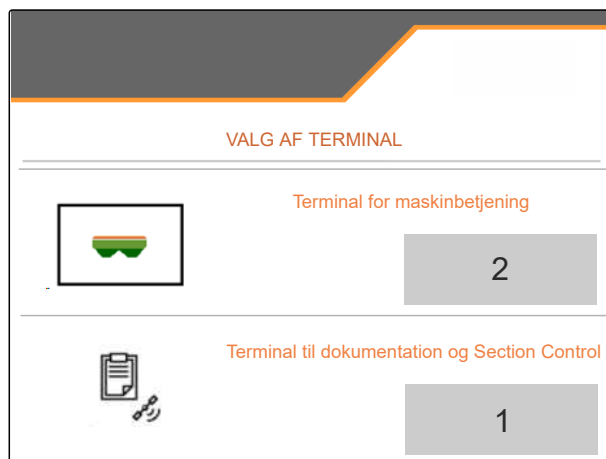 VALG AF TERMINAL
Terminal for maskinbetjening
2
Terminal til dokumentation og Section Control
1